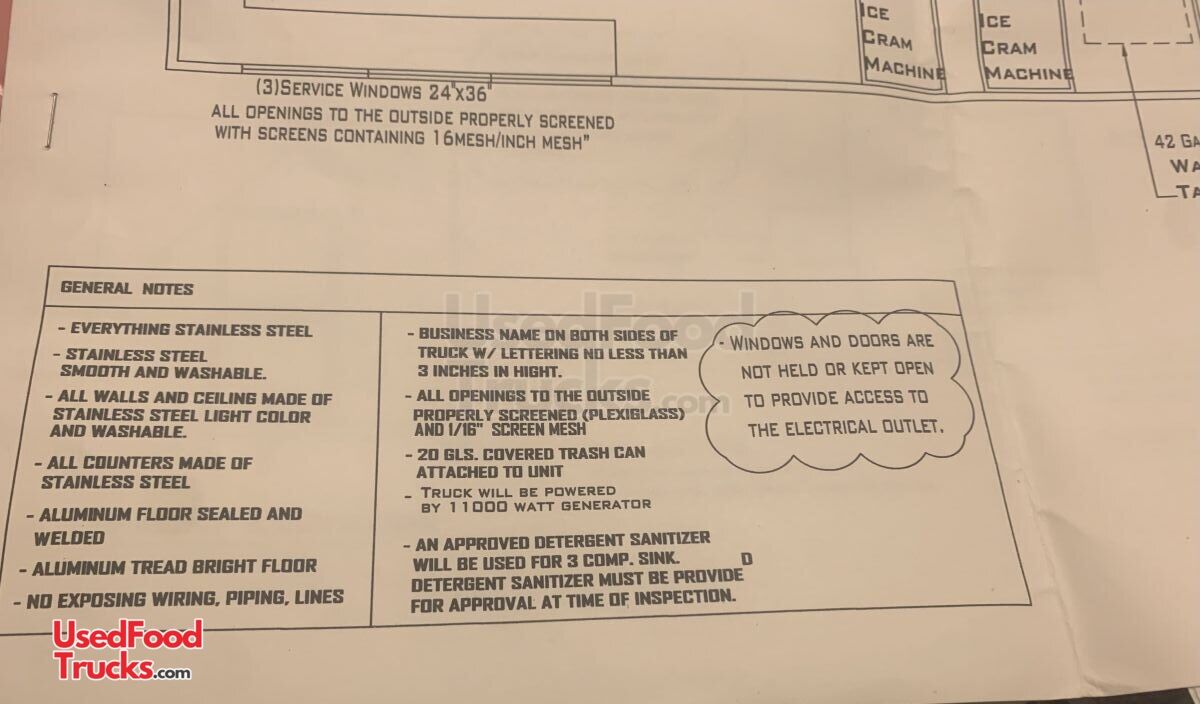 ICE
CRAM
MACHINE
ICE
CRAM
MACHINE
(3)SERVICE WINDOWS 24"X36"
ALL OPENINGS TO THE OUTSIDE PROPERLY SCREENED
WITH SCREENS CONTAINING 16MESH/INCH MESH"
42 GA
WA
TA
GENERAL NOTES
- EVERYTHING STAINLESS STEEL
- STAINLESS STEEL
SMOOTH AND WASHABLE.
- ALL WALLS AND CEILING MADE OF
STAINLESS STEEL LIGHT COLOR
AND WASHABLE.
- ALL COUNTERS MADE OF
STAINLESS STEEL
- ALUMINUM FLOOR SEALED AND
WELDED
- ALUMINUM TREAD BRIGHT FLOOR
- NO EXPOSING WIRING, PIPING, LINES
- BUSINESS NAME ON BOTH SIDES OF
TRUCK W/ LETTERING NO LESS THAN
3 INCHES IN HIGHT.
- ALL OPENINGS TO THE OUTSIDE
PROPERLY SCREENED (PLEXIGLASS)
AND 1/16" SCREEN MESH
- 20 GLS. COVERED TRASH CAN
ATTACHED TO UNIT
- TRUCK WILL BE POWERED
BY 11000 WATT GENERATOR
- AN APPROVED DETERGENT SANITIZER
WILL BE USED FOR 3 COMP. SINK. D
DETERGENT SANITIZER MUST BE PROVIDE
FOR APPROVAL AT TIME OF INSPECTION.
- WINDOWS AND DOORS ARE
NOT HELD OR KEPT OPEN
TO PROVIDE ACCESS TO
THE ELECTRICAL OUTLET.
UsedFood
Trucks.com
UsedFood
Trucks.com